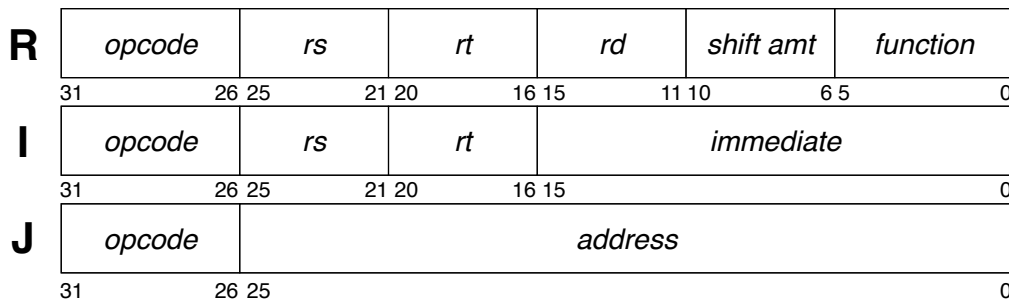 R opcode rs rt rd shift amt function
31 26 25 21 20 16 15 11 10 6 5 0
I opcode rs rt immediate
31 26 25 21 20 16 15 0
J opcode address
31 26 25 0